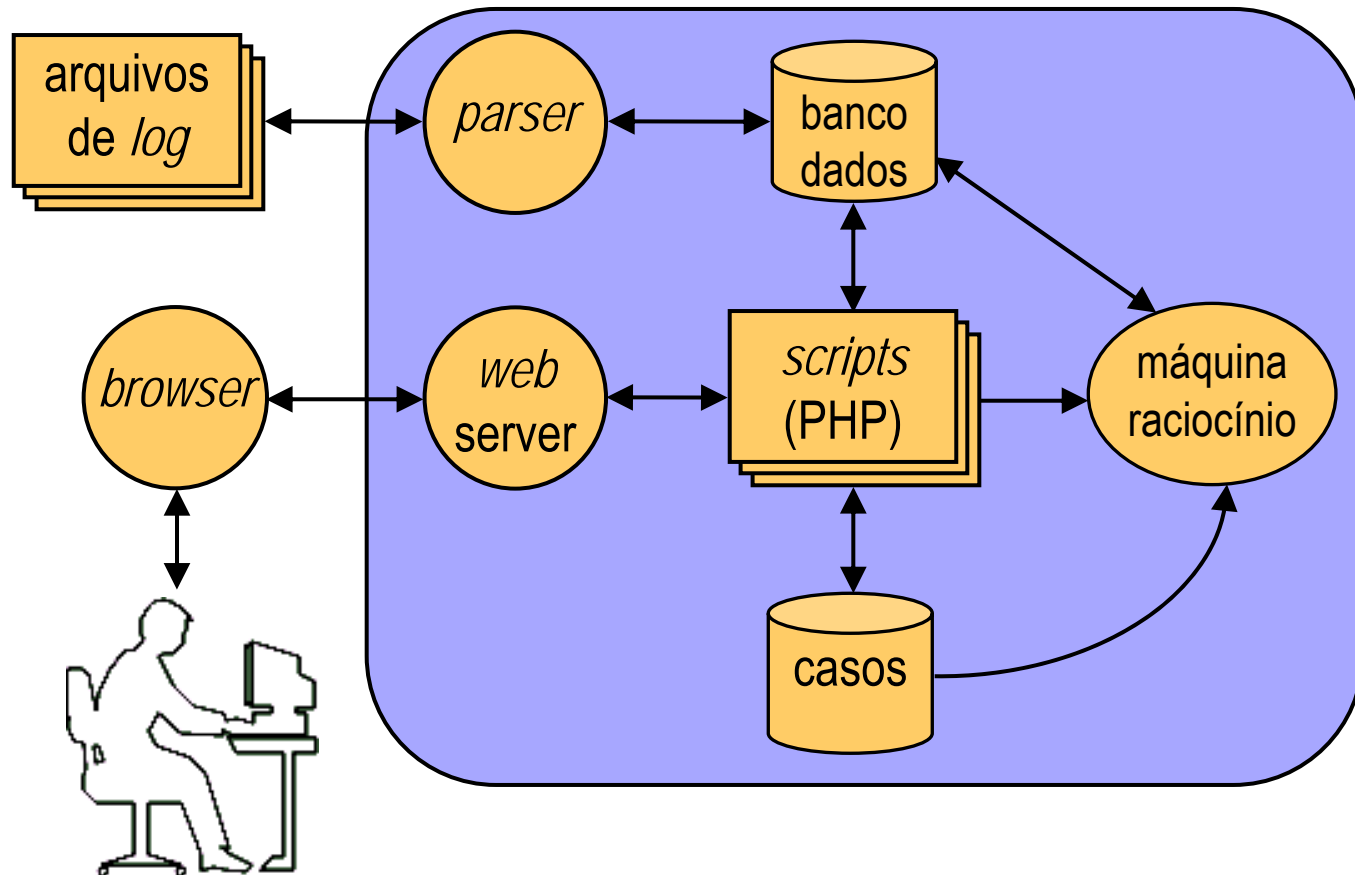 arquivos
de log
parser
banco
dados
browser
web
server
scripts
(PHP)
máquina
raciocínio
casos